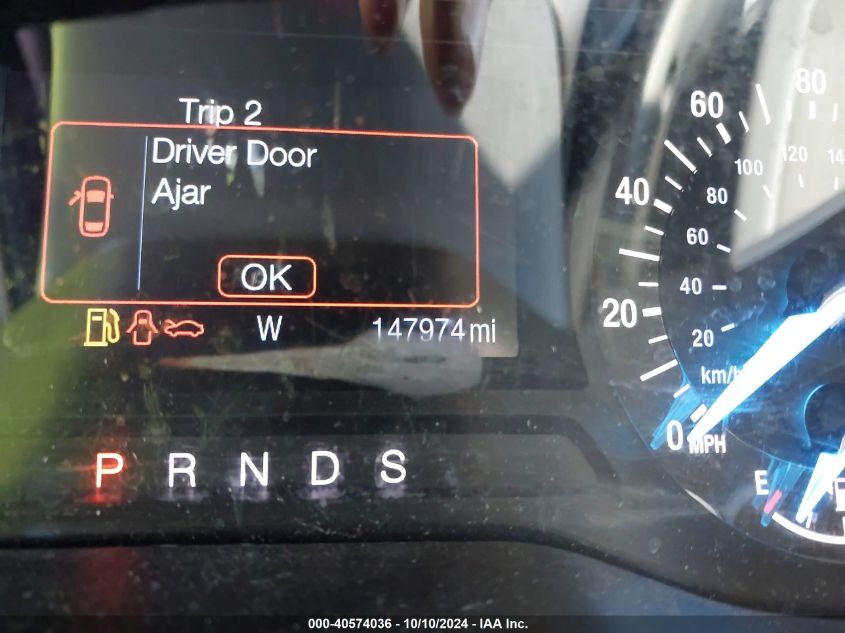 Trip 2
Driver Door
Ajar
OK
W 147974 mi
P R N D S
0 20 40 60 80
20 40 60 80 100 120
km/h
MPH
E
000-40574036 - 10/10/2024 - IAA Inc.